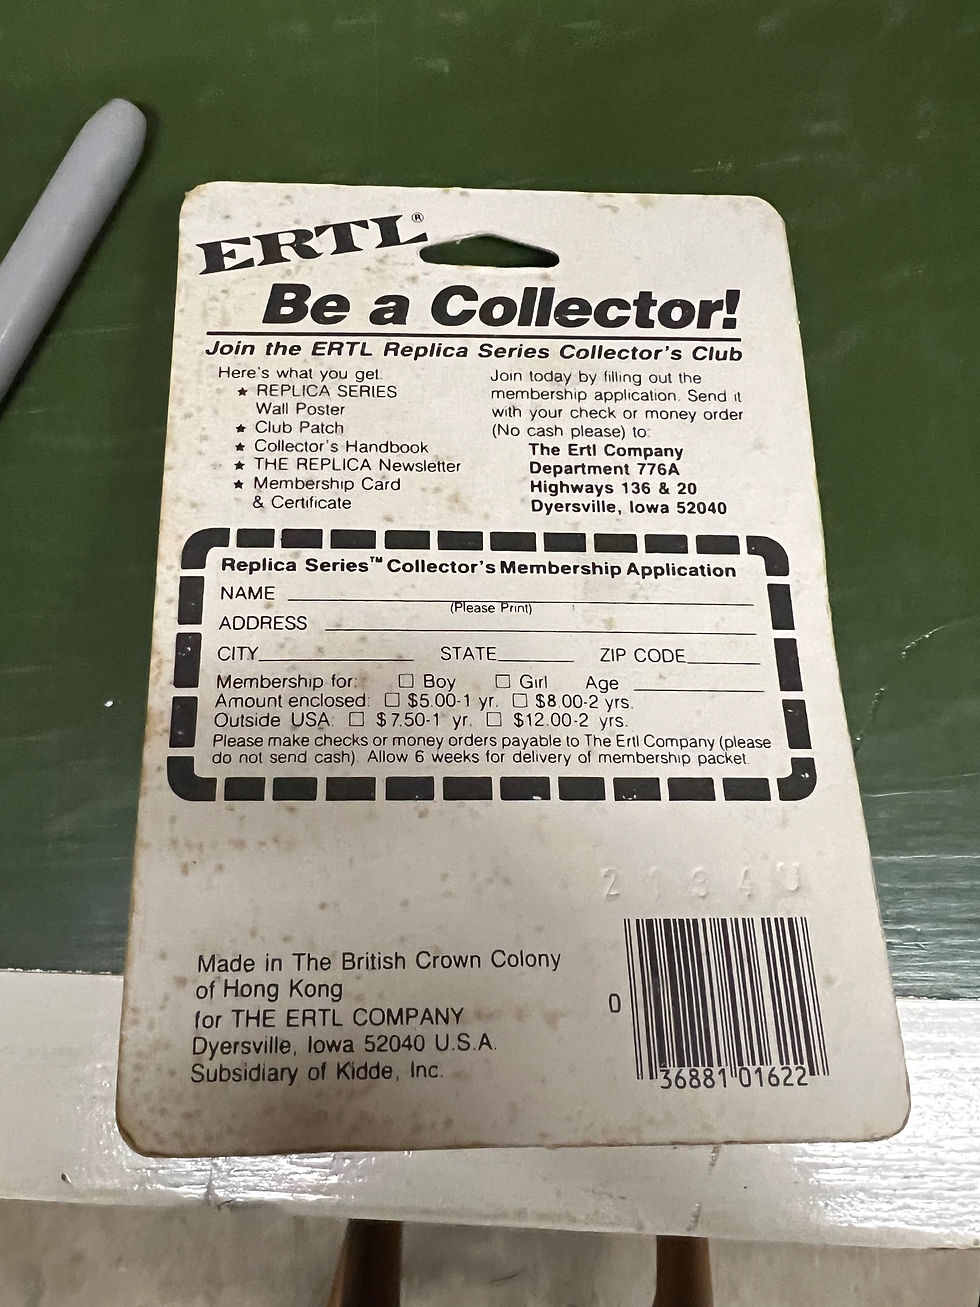 ERTL®
Be a Collector!
Join the ERTL Replica Series Collector's Club
Here's what you get.
★ REPLICA SERIES
Wall Poster
★ Club Patch
★ Collector's Handbook
★ THE REPLICA Newsletter
★ Membership Card
& Certificate
Join today by filling out the
membership application. Send it
with your check or money order
(No cash please) to:
The Ertl Company
Department 776A
Highways 136 & 20
Dyersville, Iowa 52040
Replica Series™ Collector's Membership Application
NAME
(Please Print)
ADDRESS
CITY STATE ZIP CODE
Membership for: □ Boy □ Girl Age
Amount enclosed: □ $5.00-1 yr. □ $8.00-2 yrs.
Outside USA: □ $7.50-1 yr. □ $12.00-2 yrs.
Please make checks or money orders payable to The Ertl Company (please
do not send cash). Allow 6 weeks for delivery of membership packet.
Made in The British Crown Colony
of Hong Kong
for THE ERTL COMPANY
Dyersville, Iowa 52040 U.S.A.
Subsidiary of Kidde, Inc.
0 36881 01622